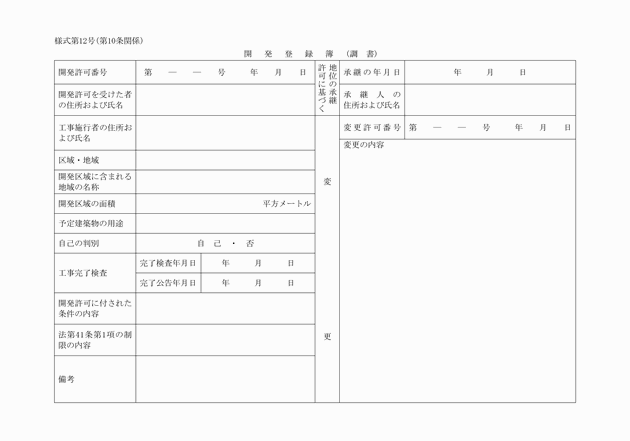 様式第12号(第10条関係)
開 発 登 録 簿 (調 書)
開発許可番号
第 ― ― 号 年 月 日
開発許可を受けた者
の住所および氏名
工事施行者の住所お
よび氏名
区域・地域
開発区域に含まれる
地域の名称
開発区域の面積
平方メートル
予定建築物の用途
自己の判別
自 己 ・ 否
工事完了検査
完了検査年月日
年 月 日
完了公告年月日
年 月 日
開発許可に付された
条件の内容
法第41条第1項の制
限の内容
備考
許可に基づく
地位の承継
承継の年月日
年 月 日
承継人の
住所および氏名
変
更
変更許可番号
第 ― ― 号 年 月 日
変更の内容